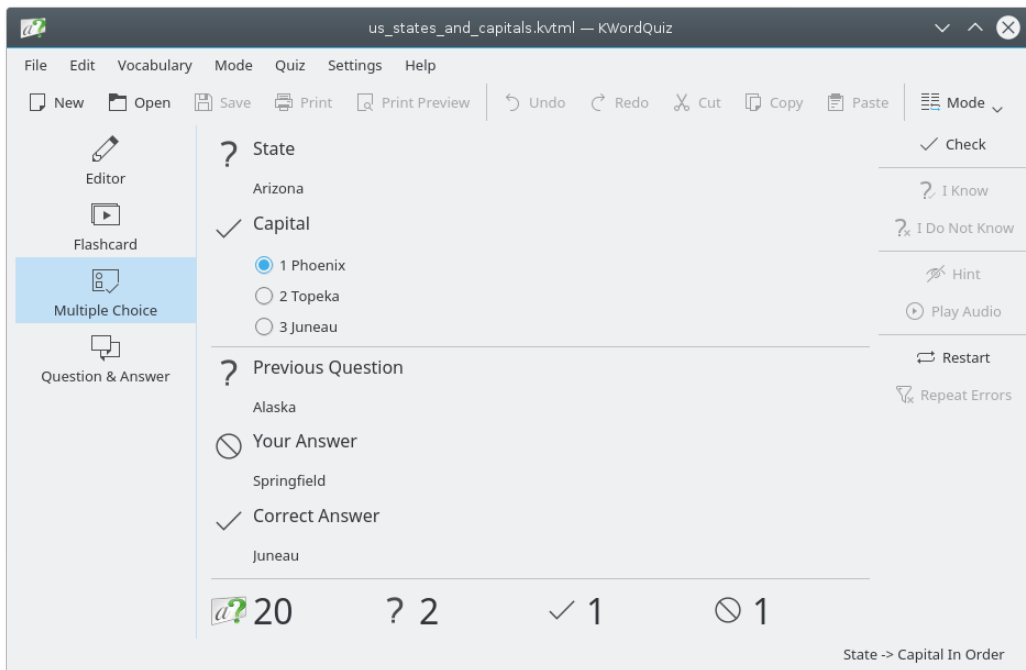 us_states_and_capitals.kvtml — KWordQuiz
File Edit Vocabulary Mode Quiz Settings Help
New Open Save Print Print Preview Undo Redo Cut Copy Paste Mode
Editor
Flashcard
Multiple Choice
Question & Answer
? State
Arizona
Capital
1 Phoenix
2 Topeka
3 Juneau
? Previous Question
Alaska
Your Answer
Springfield
Correct Answer
Juneau
a? 20 ? 2 1 1
Check
I Know
I Do Not Know
Hint
Play Audio
Restart
Repeat Errors
State -> Capital In Order